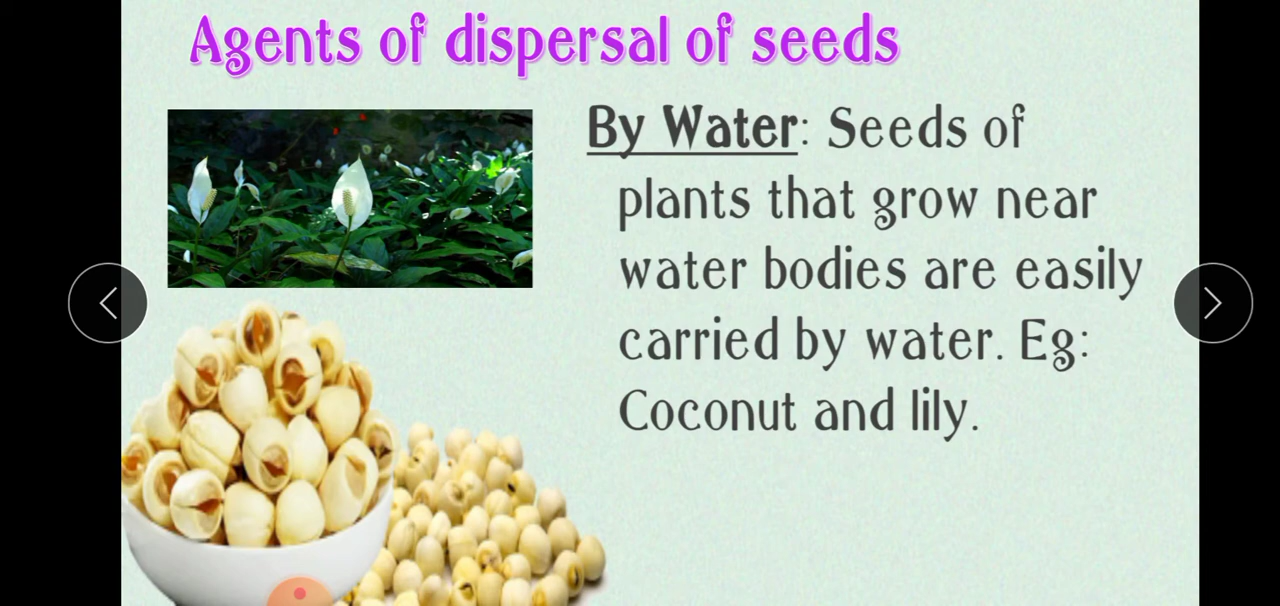 Agents of dispersal of seeds
By Water: Seeds of
plants that grow near
water bodies are easily
carried by water. Eg:
Coconut and lily.